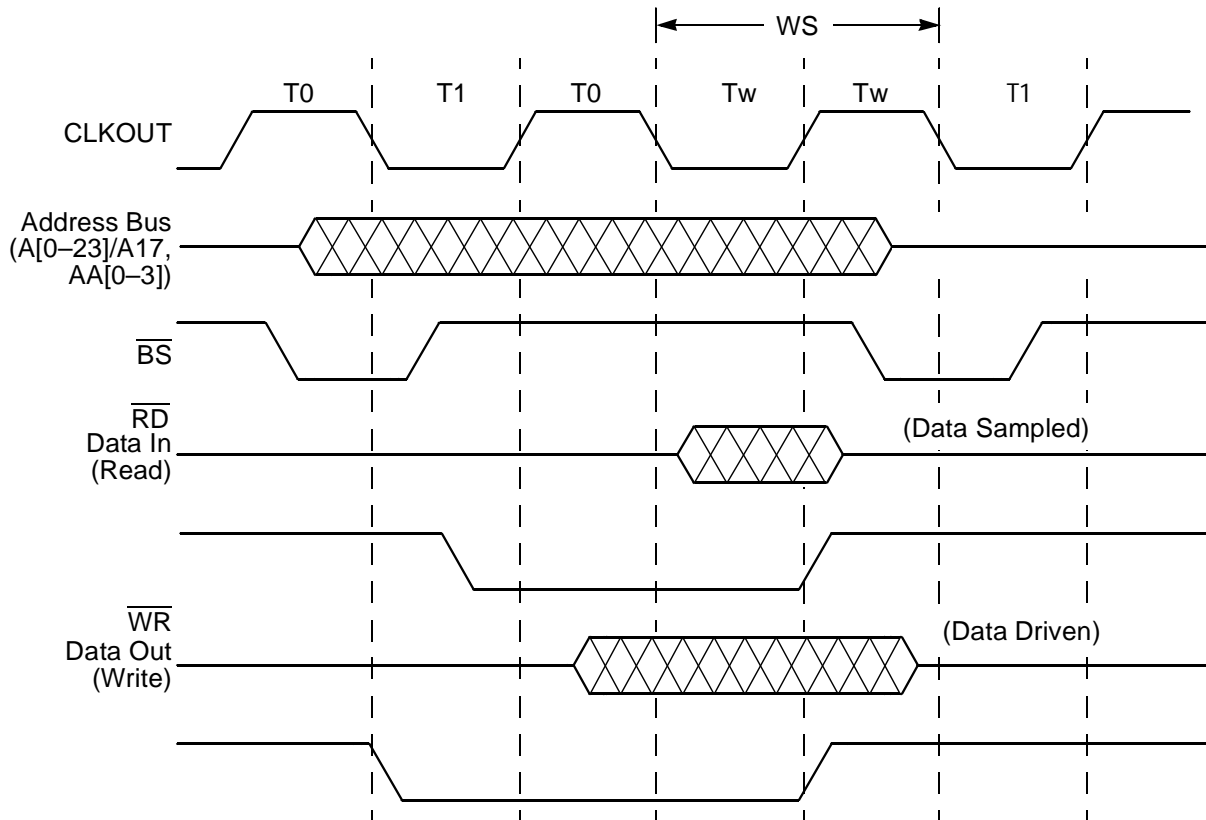 WS
T0 T1 T0 Tw Tw T1
CLKOUT
Address Bus
(A[0–23]/A17,
AA[0–3])
BS
RD
Data In
(Read)
(Data Sampled)
WR
Data Out
(Write)
(Data Driven)